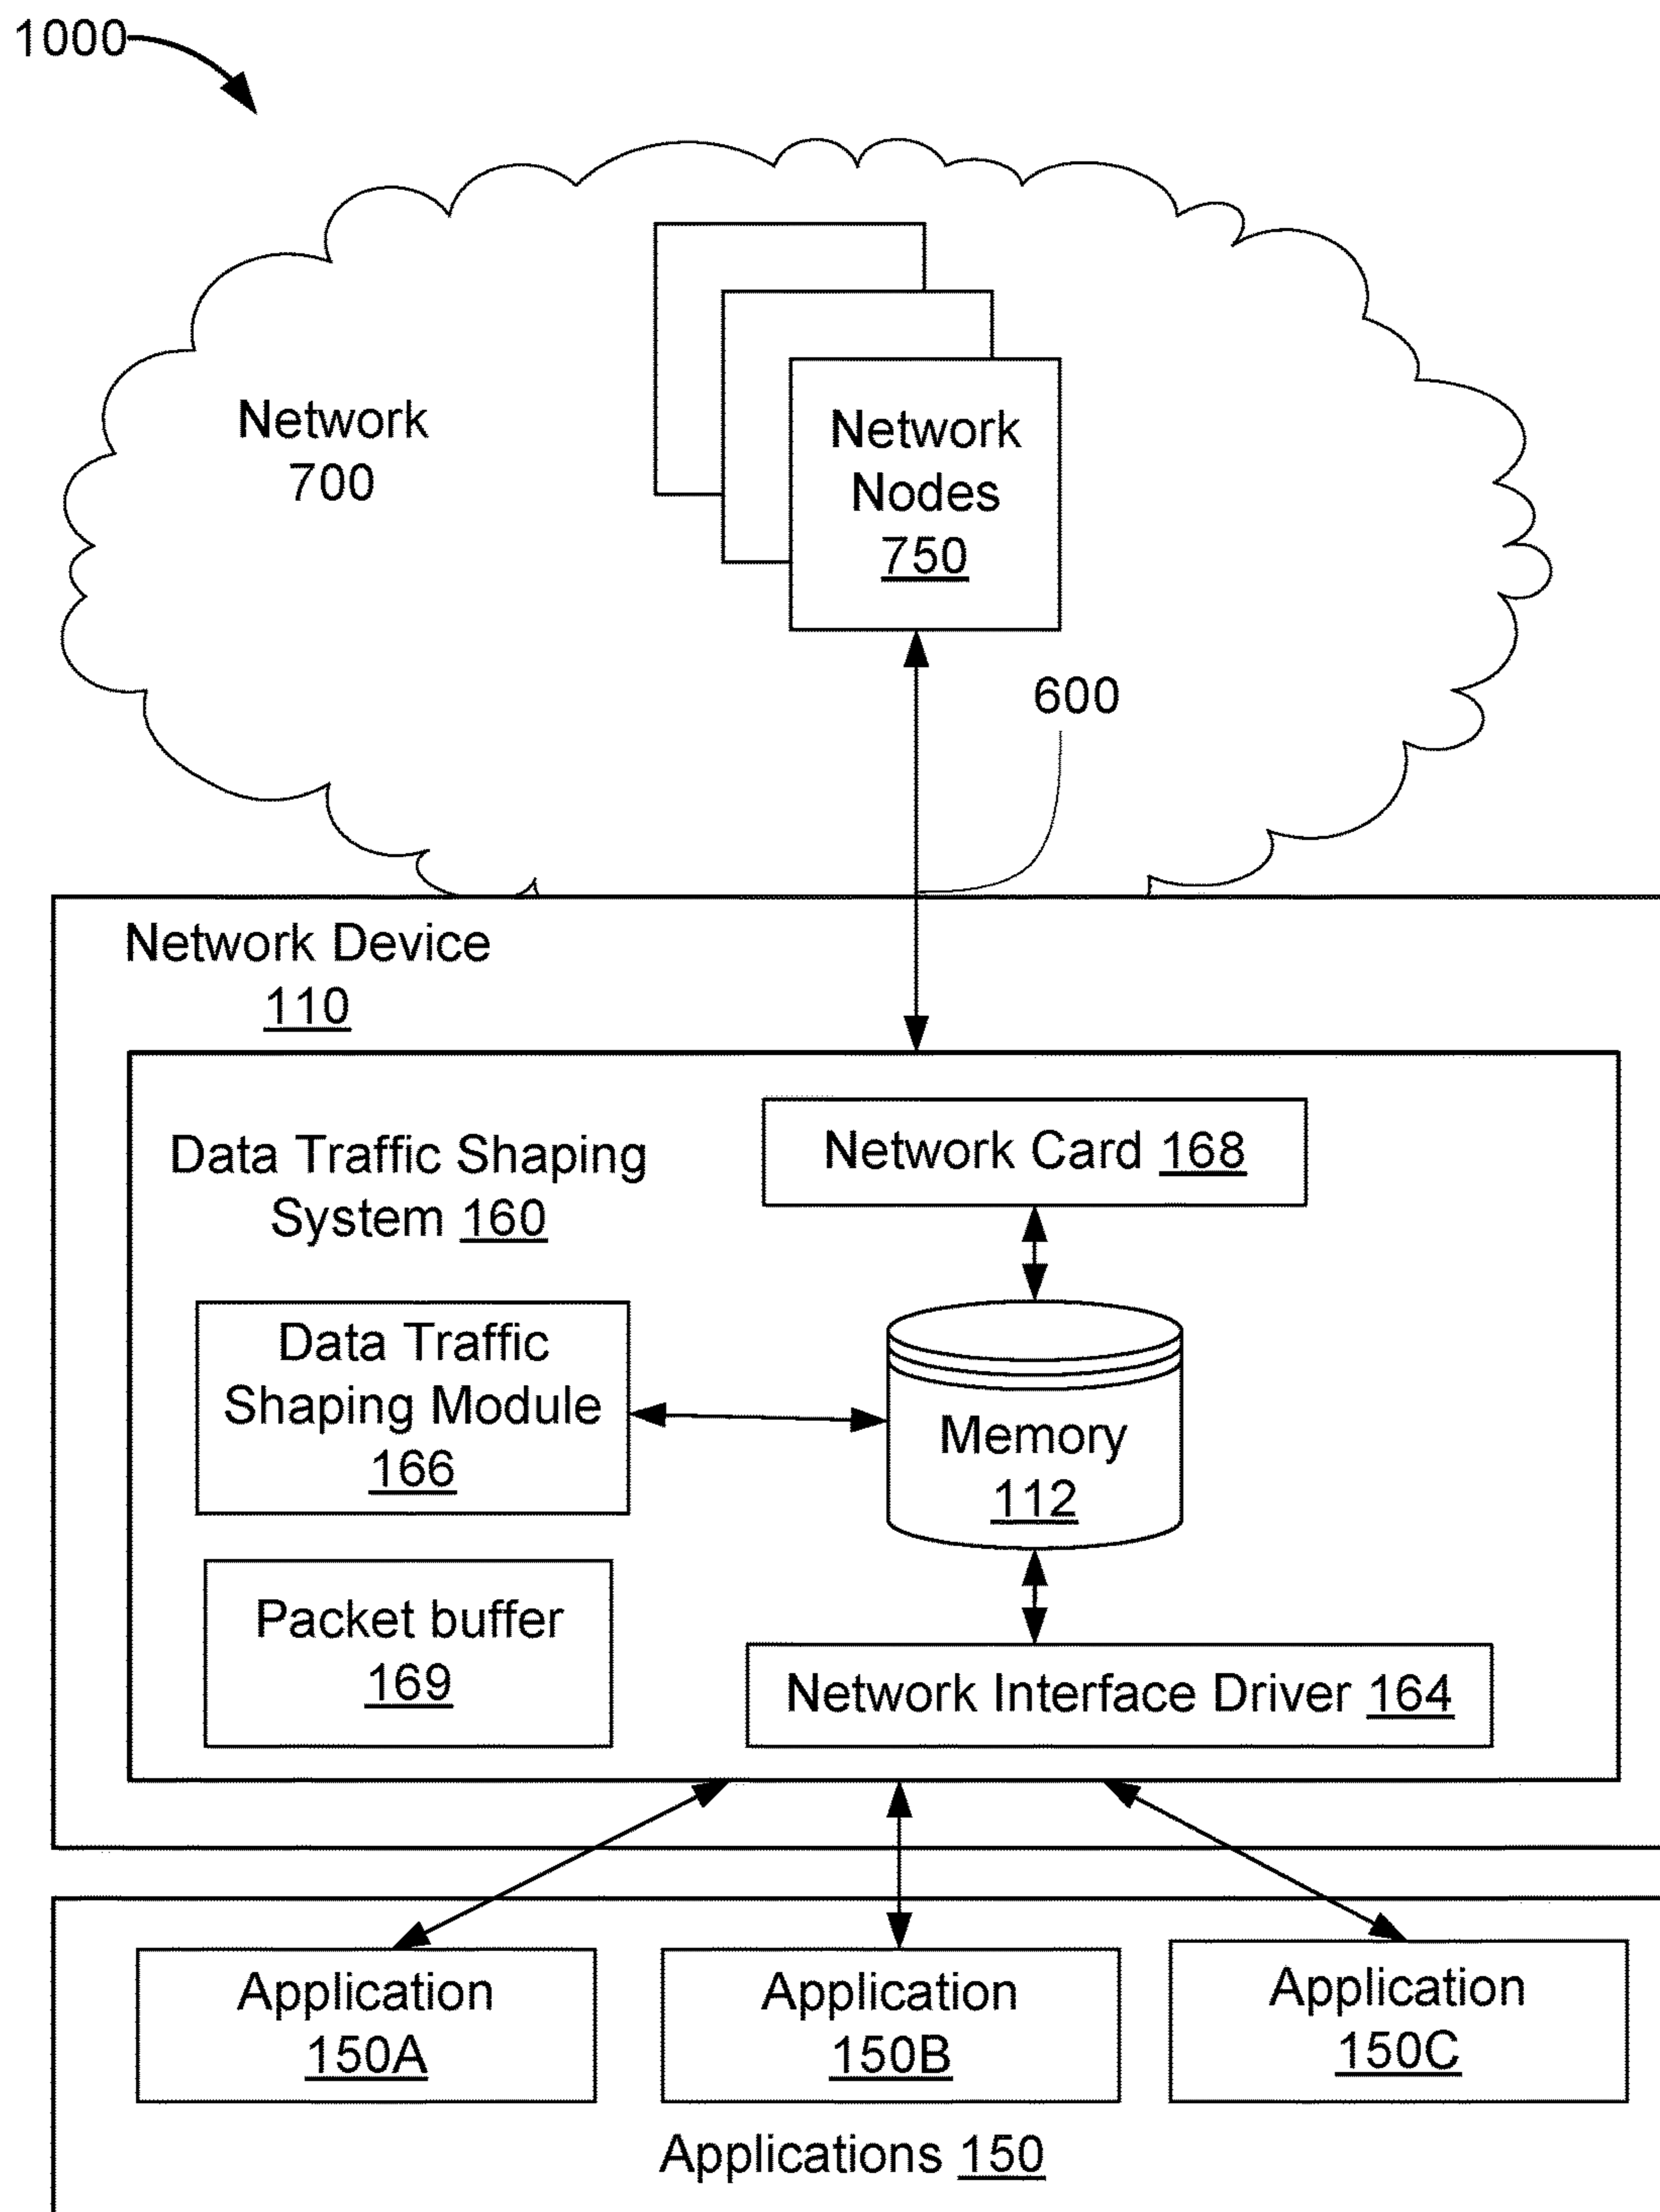 1000
Network
700
Network
Nodes
750
600
Network Device
110
Data Traffic Shaping
System 160
Network Card 168
Data Traffic
Shaping Module
166
Memory
112
Packet buffer
169
Network Interface Driver 164
Application
150A
Application
150B
Application
150C
Applications 150